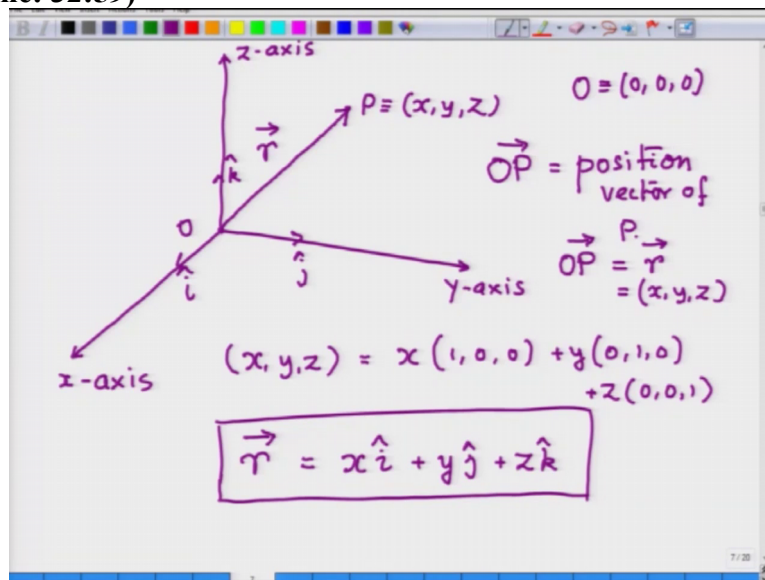 z-axis
P ≡ (x, y, z)
O ≡ (0, 0, 0)
r⃗
k̂
OP⃗ = position
vector of
P.
O
ĵ
î
y-axis
OP⃗ = r⃗
= (x, y, z)
x-axis
(x, y, z) = x (1, 0, 0) + y (0, 1, 0)
+ z (0, 0, 1)
r⃗ = x î + y ĵ + z k̂
7 / 20